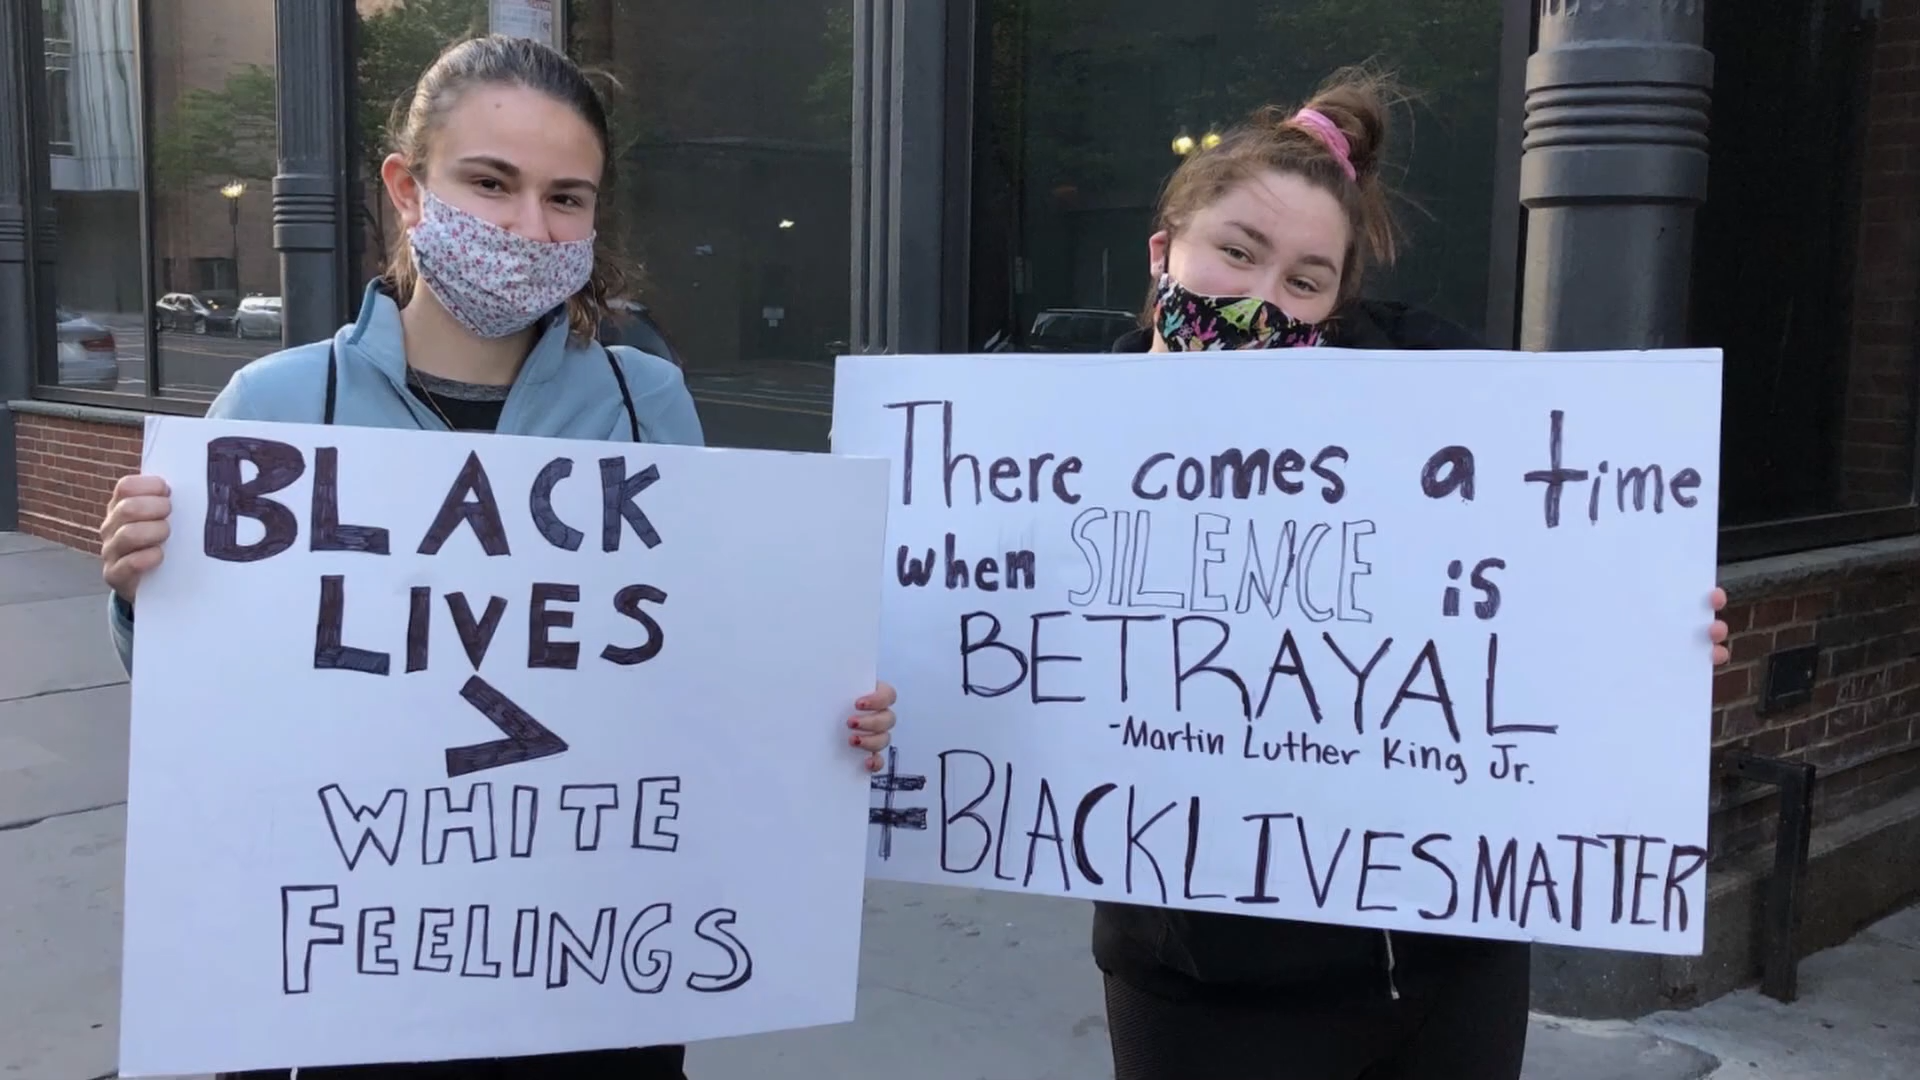 BLACK
LIVES
>
WHITE
FEELINGS
There comes a time
when SILENCE is
BETRAYAL
-Martin Luther King Jr.
#BLACKLIVESMATTER